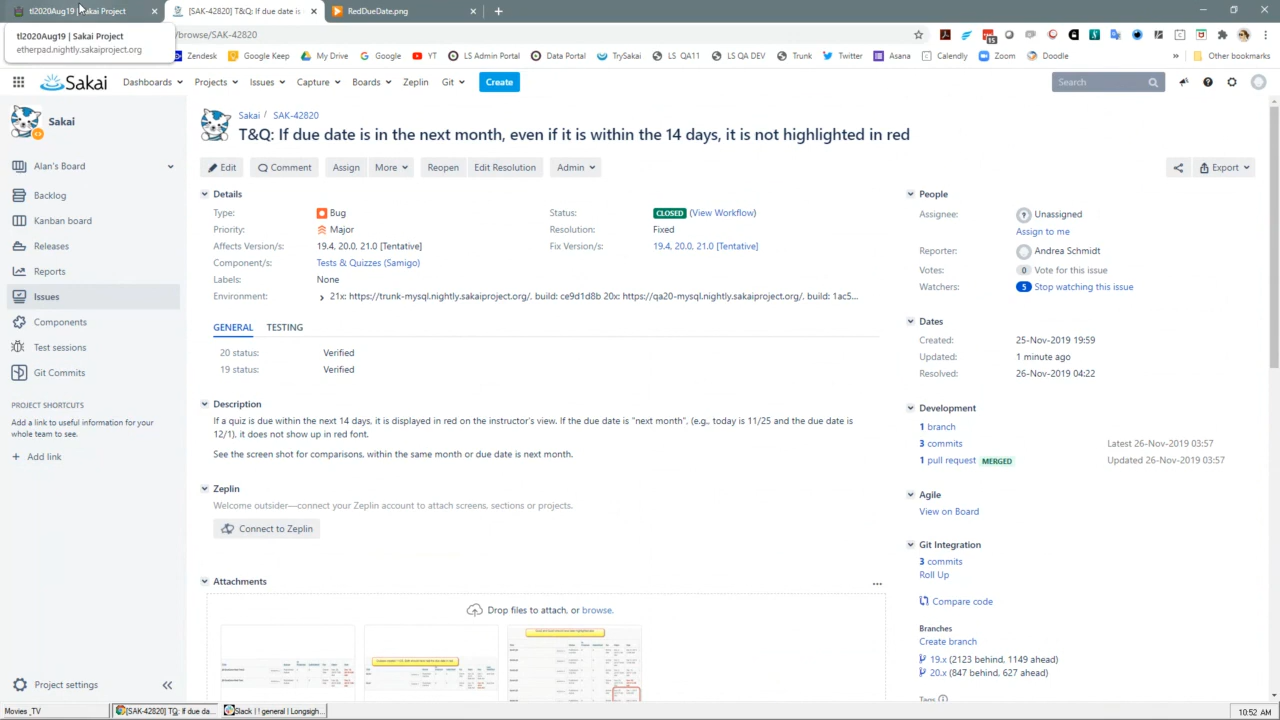 tl2020Aug19 | Sakai Project
[SAK-42820] T&Q: If due date is
RedDueDate.png
tl2020Aug19 | Sakai Project
etherpad.nightly.sakaiproject.org
/browse/SAK-42820
Zendesk
Google Keep
My Drive
Google
YT
LS Admin Portal
Data Portal
TrySakai
LS QA11
LS QA DEV
Trunk
Twitter
Asana
Calendly
Zoom
Doodle
»
Other bookmarks
Sakai
Dashboards
Projects
Issues
Capture
Boards
Zeplin
Git
Create
Search
Sakai
Alan's Board
Backlog
Kanban board
Releases
Reports
Issues
Components
Test sessions
Git Commits
PROJECT SHORTCUTS
Add a link to useful information for your
whole team to see.
+ Add link
Project settings
Sakai / SAK-42820
T&Q: If due date is in the next month, even if it is within the 14 days, it is not highlighted in red
Edit
Comment
Assign
More
Reopen
Edit Resolution
Admin
Export
Details
Type: Bug
Status: CLOSED (View Workflow)
Priority: Major
Resolution: Fixed
Affects Version/s: 19.4, 20.0, 21.0 [Tentative]
Fix Version/s: 19.4, 20.0, 21.0 [Tentative]
Component/s: Tests & Quizzes (Samigo)
Labels: None
Environment: 21x: https://trunk-mysql.nightly.sakaiproject.org/. build: ce9d1d8b 20x: https://qa20-mysql.nightly.sakaiproject.org/. build: 1ac5...
GENERAL
TESTING
20 status: Verified
19 status: Verified
Description
If a quiz is due within the next 14 days, it is displayed in red on the instructor's view. If the due date is "next month", (e.g., today is 11/25 and the due date is
12/1), it does not show up in red font.
See the screen shot for comparisons, within the same month or due date is next month.
Zeplin
Welcome outsider—connect your Zeplin account to attach screens, sections or projects.
Connect to Zeplin
Attachments
Drop files to attach, or browse.
People
Assignee: Unassigned
Assign to me
Reporter: Andrea Schmidt
Votes: 0 Vote for this issue
Watchers: 5 Stop watching this issue
Dates
Created: 25-Nov-2019 19:59
Updated: 1 minute ago
Resolved: 26-Nov-2019 04:22
Development
1 branch
3 commits Latest 26-Nov-2019 03:57
1 pull request MERGED Updated 26-Nov-2019 03:57
Agile
View on Board
Git Integration
3 commits
Roll Up
Compare code
Branches
Create branch
19.x (2123 behind, 1149 ahead)
20.x (847 behind, 627 ahead)
Tags
Movies _TV
[SAK-42820] TQ: If due da...
Slack | ! general | Longsigh...
10:52 AM